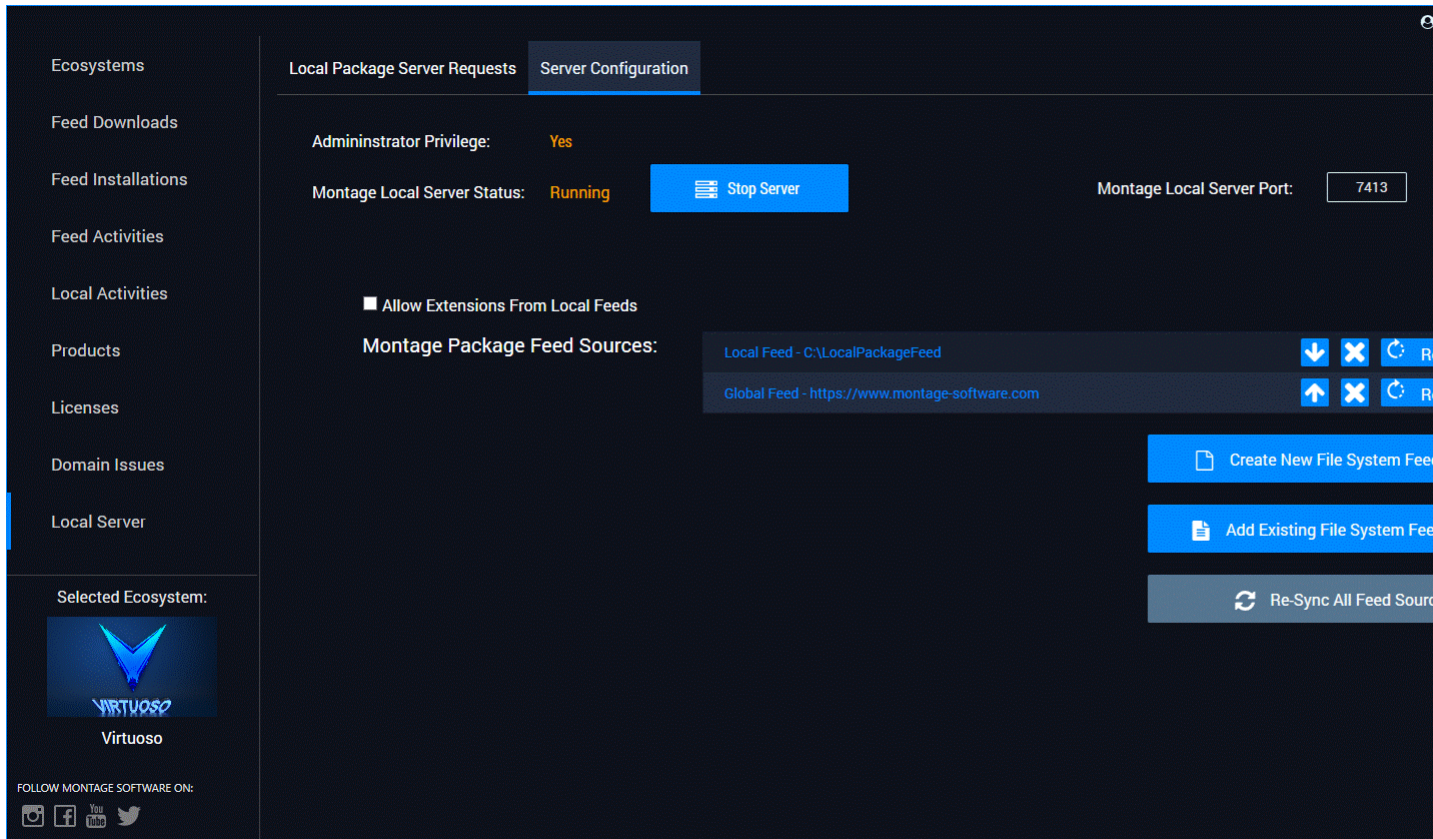 Ecosystems
Feed Downloads
Feed Installations
Feed Activities
Local Activities
Products
Licenses
Domain Issues
Local Server
Selected Ecosystem:
VIRTUOSO
Virtuoso
FOLLOW MONTAGE SOFTWARE ON:
You
Tube
Local Package Server Requests Server Configuration
Admininstrator Privilege: Yes
Montage Local Server Status: Running Stop Server Montage Local Server Port: 7413
Allow Extensions From Local Feeds
Montage Package Feed Sources:
Local Feed - C:\LocalPackageFeed
Global Feed - https://www.montage-software.com
Create New File System Fee
Add Existing File System Fee
Re-Sync All Feed Sour